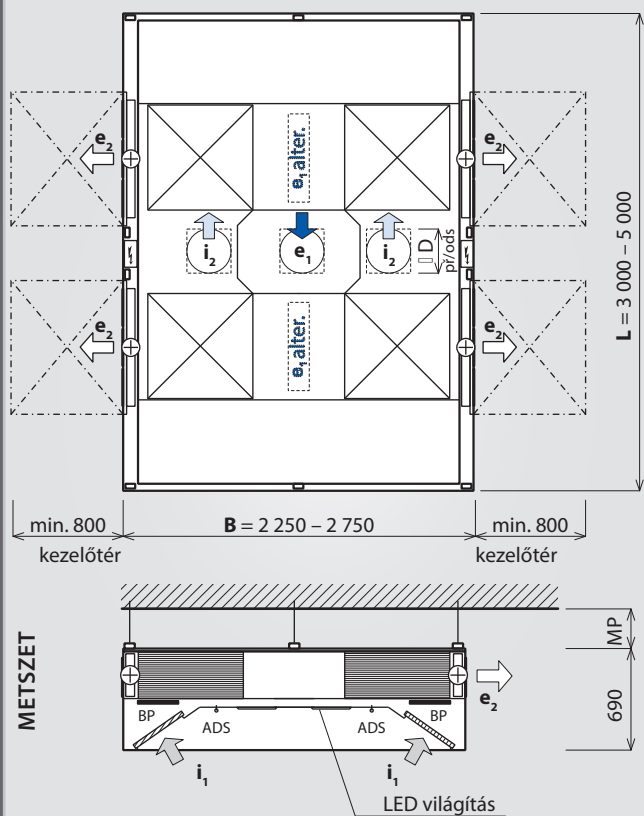 e₂
e₂
e₁ alter.
i₂
e₁
i₂
□ D
př/ods
e₂
e₂
e₁ alter.
L = 3 000 – 5 000
min. 800
B = 2 250 – 2 750
min. 800
kezelőtér
kezelőtér
METSZET
MP
690
e₂
BP
ADS
ADS
BP
i₁
i₁
LED világítás